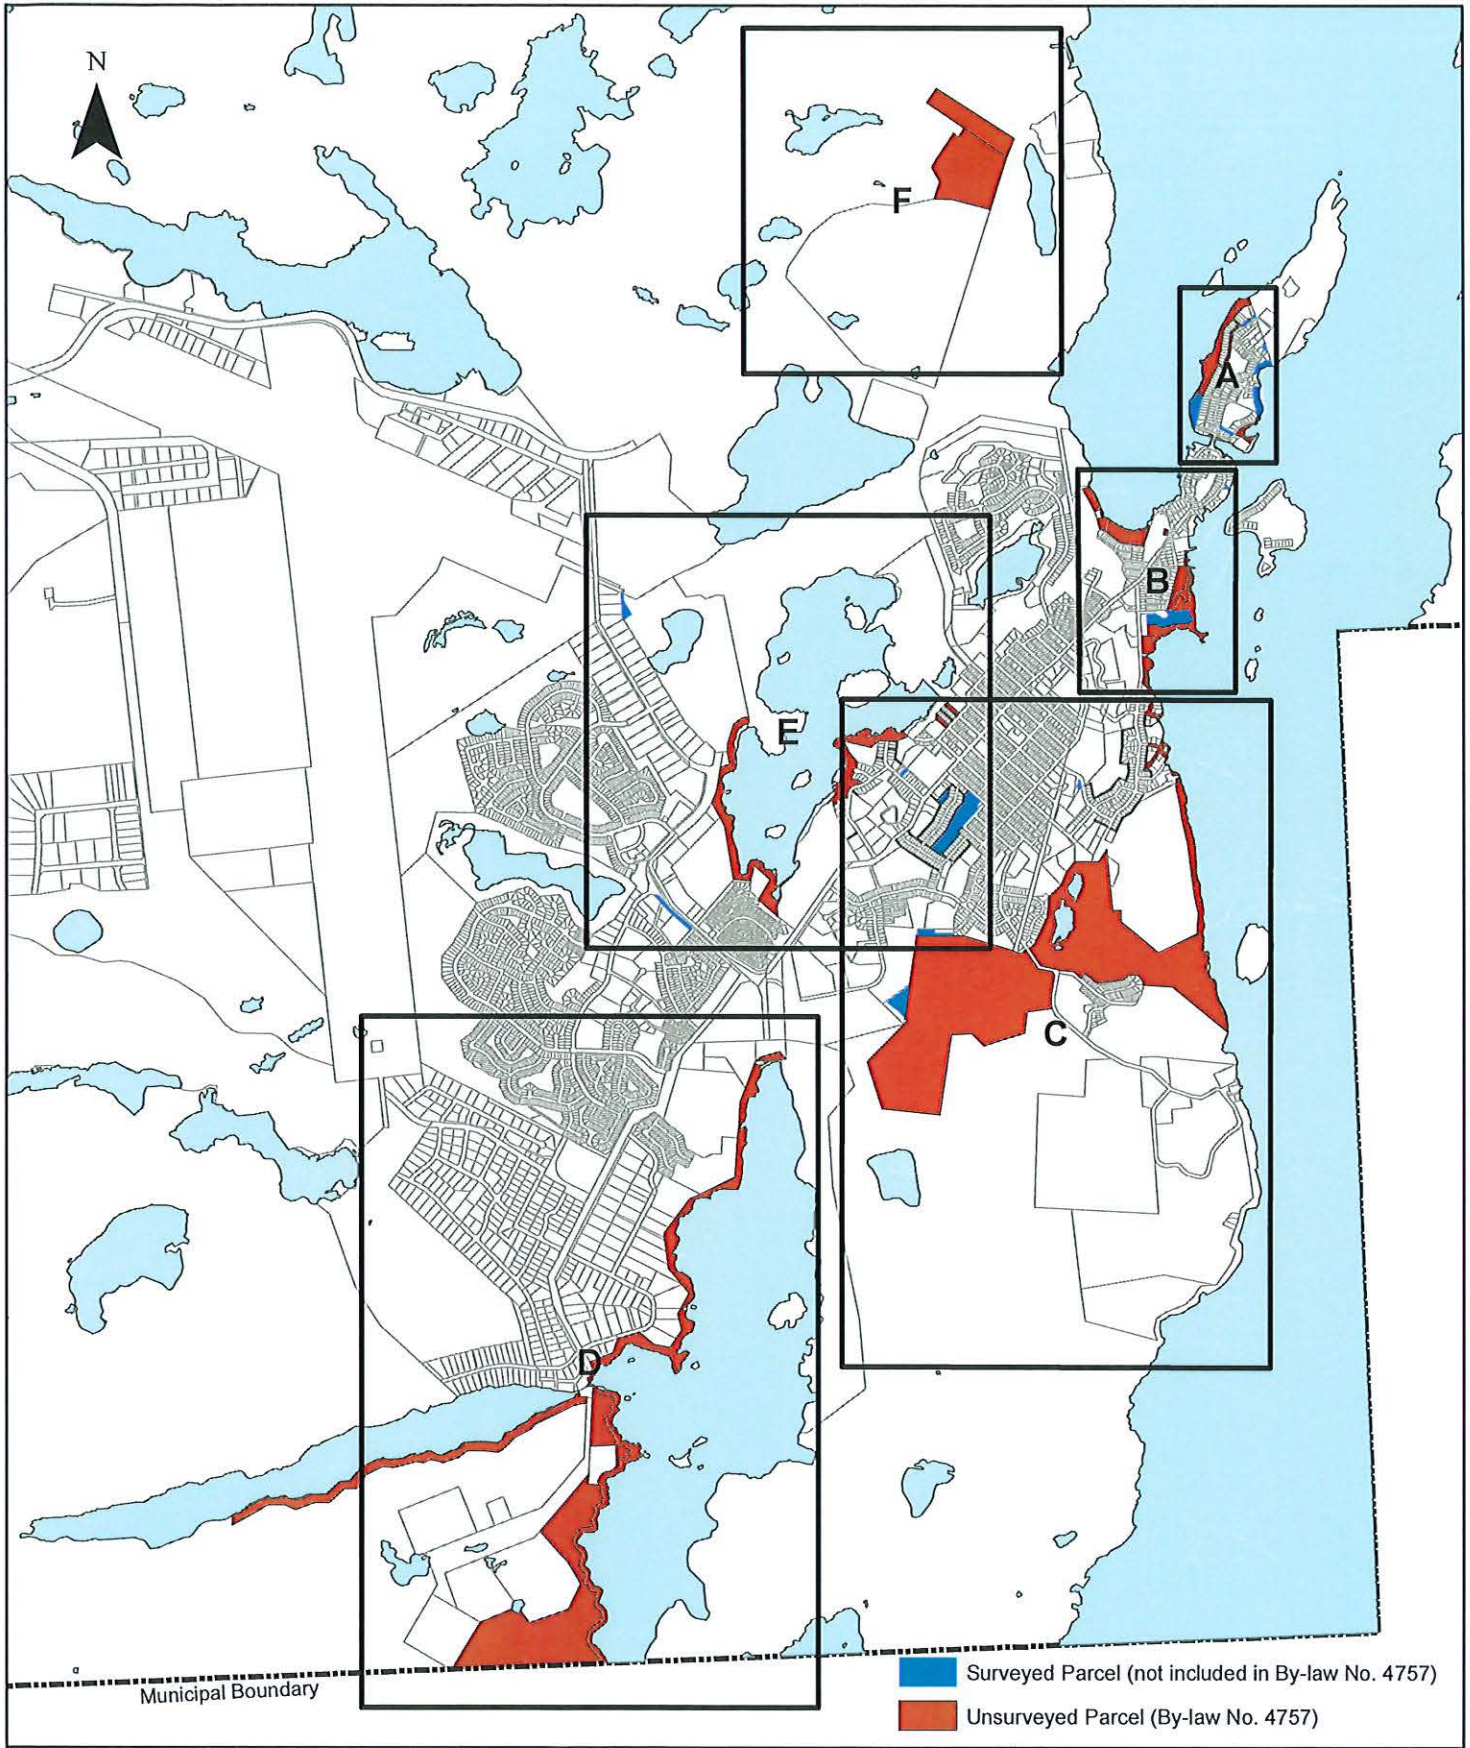 N
F
A
B
E
C
D
Municipal Boundary
Surveyed Parcel (not included in By-law No. 4757)
Unsurveyed Parcel (By-law No. 4757)